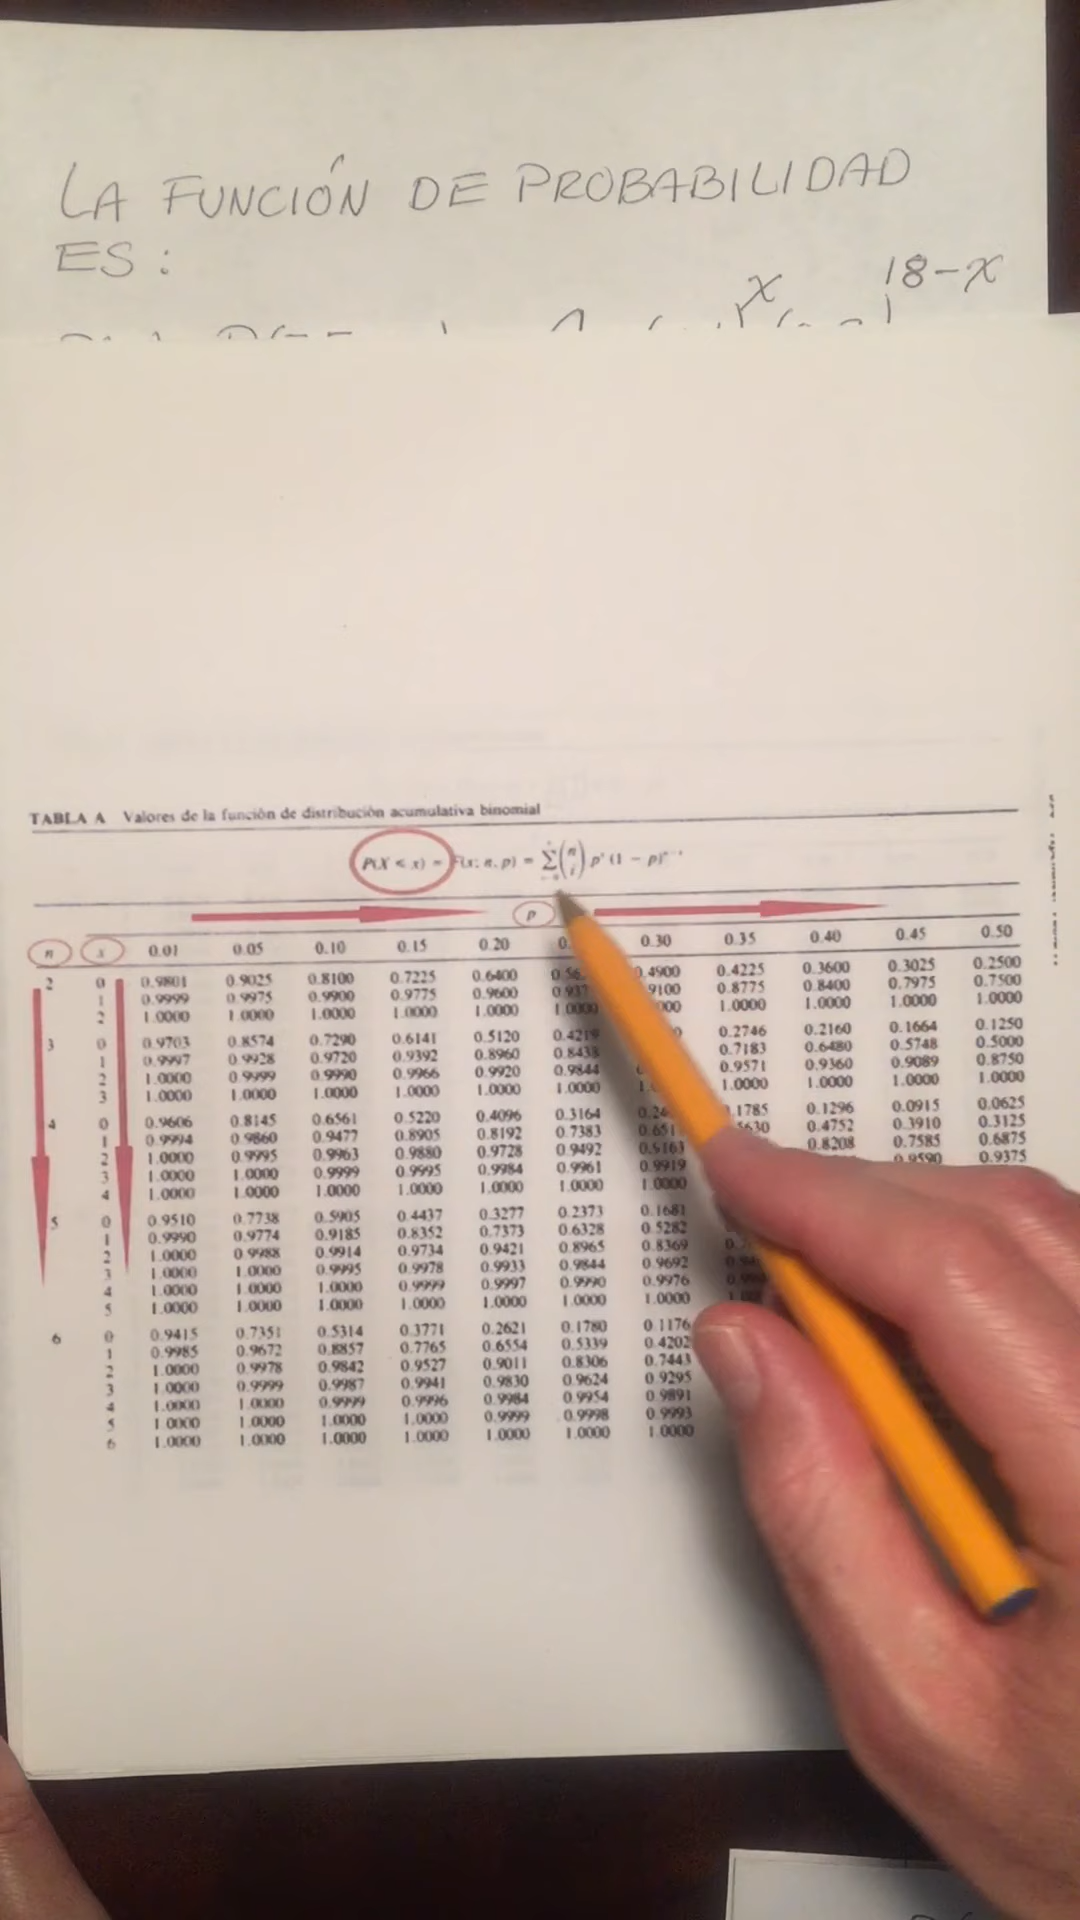 LA FUNCIÓN DE PROBABILIDAD
ES:
x 18-x
TABLA A Valores de la función de distribución acumulativa binomial
P(X < x) = F(x; n, p) = Σ (n i) p (1 - p)
p
n x 0.01 0.05 0.10 0.15 0.20 0.30 0.35 0.40 0.45 0.50
2 0 0.9801 0.9025 0.8100 0.7225 0.6400 0.4900 0.4225 0.3600 0.3025 0.2500
1 0.9999 0.9975 0.9900 0.9775 0.9600 .9100 0.8775 0.8400 0.7975 0.7500
2 1.0000 1.0000 1.0000 1.0000 1.0000 1.0000 1.0000 1.0000 1.0000 1.0000
3 0 0.9703 0.8574 0.7290 0.6141 0.5120 0.4219 0.2746 0.2160 0.1664 0.1250
1 0.9997 0.9928 0.9720 0.9392 0.8960 0.8438 0.7183 0.6480 0.5748 0.5000
2 1.0000 0.9999 0.9990 0.9966 0.9920 0.9844 0.9571 0.9360 0.9089 0.8750
3 1.0000 1.0000 1.0000 1.0000 1.0000 1.0000 1.0000 1.0000 1.0000 1.0000
4 0 0.9606 0.8145 0.6561 0.5220 0.4096 0.3164 .1785 0.1296 0.0915 0.0625
1 0.9994 0.9860 0.9477 0.8905 0.8192 0.7383 .5630 0.4752 0.3910 0.3125
2 1.0000 0.9995 0.9963 0.9880 0.9728 0.9492 0.9163 0.8208 0.7585 0.6875
3 1.0000 1.0000 0.9999 0.9995 0.9984 0.9961 0.9919 0.9590 0.9375
4 1.0000 1.0000 1.0000 1.0000 1.0000 1.0000 1.0000
5 0 0.9510 0.7738 0.5905 0.4437 0.3277 0.2373 0.1681
1 0.9990 0.9774 0.9185 0.8352 0.7373 0.6328 0.5282
2 1.0000 0.9988 0.9914 0.9734 0.9421 0.8965 0.8369
3 1.0000 1.0000 0.9995 0.9978 0.9933 0.9844 0.9692
4 1.0000 1.0000 1.0000 0.9999 0.9997 0.9990 0.9976
5 1.0000 1.0000 1.0000 1.0000 1.0000 1.0000 1.0000
6 0 0.9415 0.7351 0.5314 0.3771 0.2621 0.1780 0.1176
1 0.9985 0.9672 0.8857 0.7765 0.6554 0.5339 0.4202
2 1.0000 0.9978 0.9842 0.9527 0.9011 0.8306 0.7443
3 1.0000 0.9999 0.9987 0.9941 0.9830 0.9624 0.9295
4 1.0000 1.0000 0.9999 0.9996 0.9984 0.9954 0.9891
5 1.0000 1.0000 1.0000 1.0000 0.9999 0.9998 0.9993
6 1.0000 1.0000 1.0000 1.0000 1.0000 1.0000 1.0000